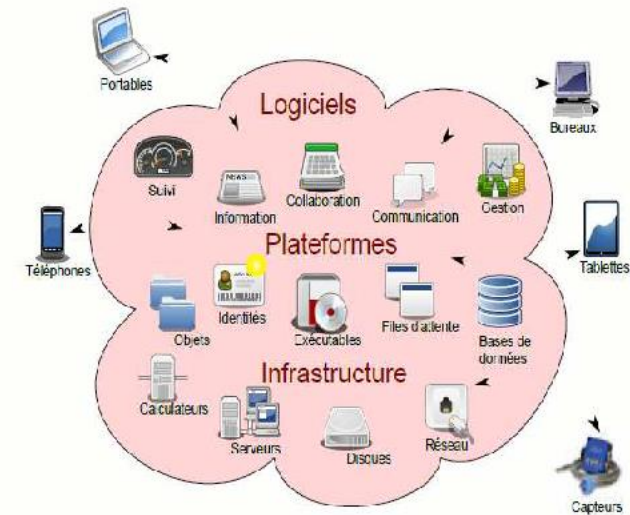 Portables
Logiciels
Bureaux
Suivi
NEWS
Information
Collaboration
Communication
Gestion
Plateformes
Téléphones
Tablettes
Objets
Identités
Exécutables
Files d'attente
Bases de
données
Infrastructure
Calculateurs
Serveurs
Disques
Réseau
Capteurs